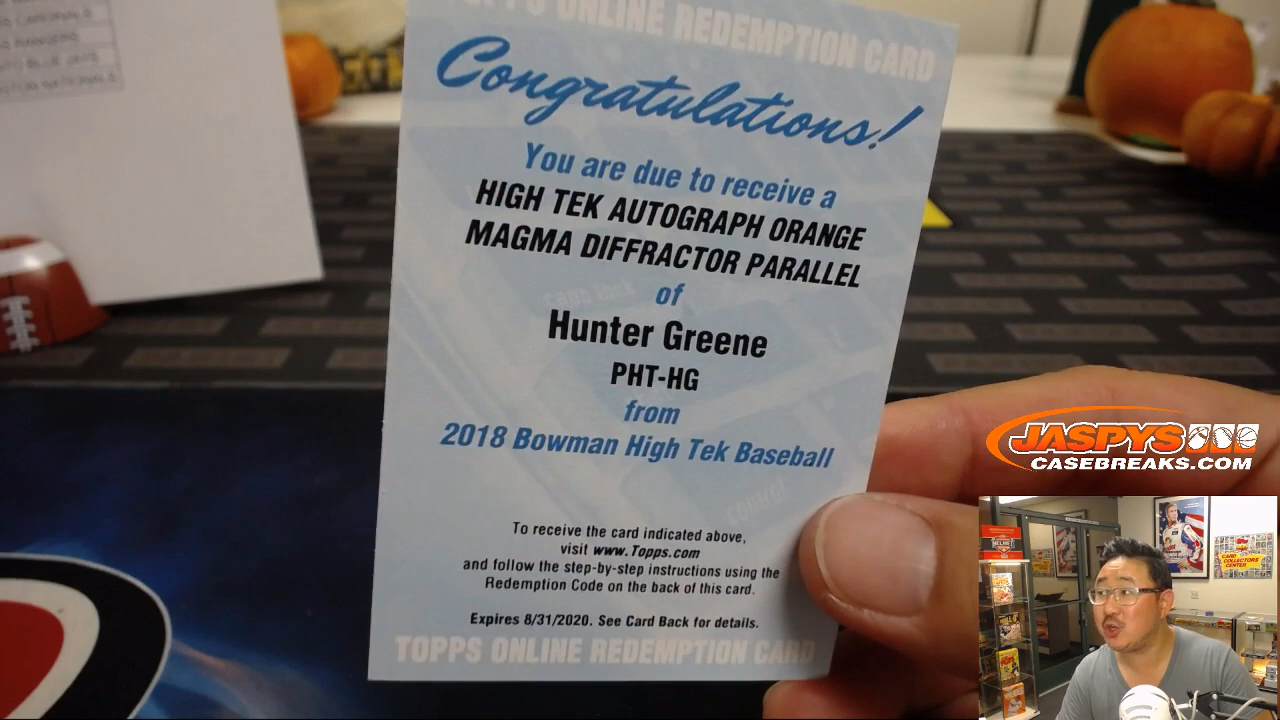 TOPPS ONLINE REDEMPTION CARD
Congratulations!
You are due to receive a
HIGH TEK AUTOGRAPH ORANGE
MAGMA DIFFRACTOR PARALLEL
of
Hunter Greene
PHT-HG
from
2018 Bowman High Tek Baseball
To receive the card indicated above,
visit www.Topps.com
and follow the step-by-step instructions using the
Redemption Code on the back of this card.
Expires 8/31/2020. See Card Back for details.
TOPPS ONLINE REDEMPTION CARD
JASPYS
CASEBREAKS.COM